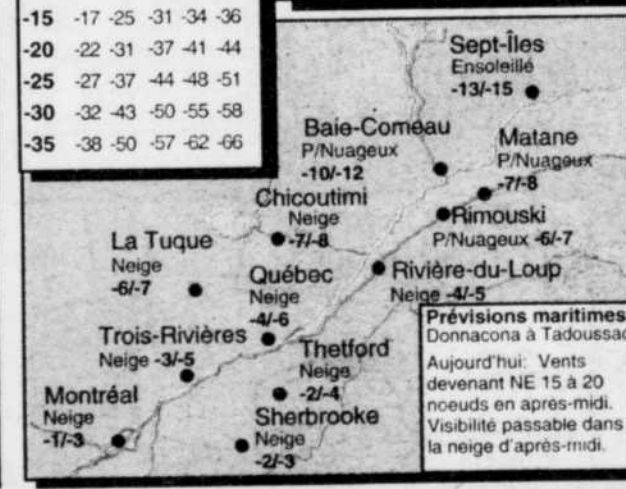 -15 -17 -25 -31 -34 -36
-20 -22 -31 -37 -41 -44
-25 -27 -37 -44 -48 -51
-30 -32 -43 -50 -55 -58
-35 -38 -50 -57 -62 -66
Sept-Îles
Ensoleillé
-13/-15
Baie-Comeau
P/Nuageux
-10/-12
Matane
P/Nuageux
-7/-8
Chicoutimi
Neige
-7/-8
Rimouski
P/Nuageux -6/-7
La Tuque
Neige
-6/-7
Québec
Neige
-4/-6
Rivière-du-Loup
Neige -4/-5
Trois-Rivières
Neige -3/-5
Thetford
Neige
-2/-4
Montréal
Neige
-1/-3
Sherbrooke
Neige
-2/-3
Prévisions maritimes
Donnacona à Tadoussac
Aujourd'hui: Vents
devenant NE 15 à 20
noeuds en après-midi.
Visibilité passable dans
la neige d'après-midi.